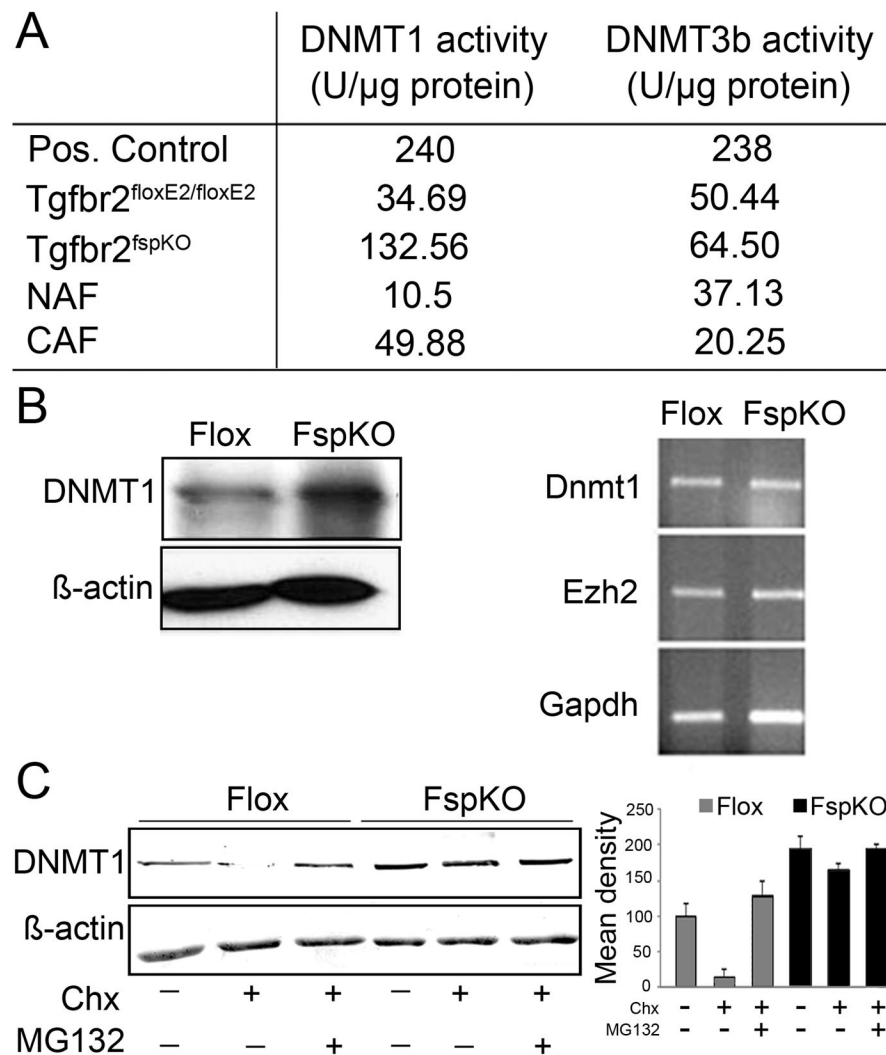 A
DNMT1 activity DNMT3b activity
(U/µg protein) (U/µg protein)
Pos. Control 240 238
Tgfbr2floxE2/floxE2 34.69 50.44
Tgfbr2fspKO 132.56 64.50
NAF 10.5 37.13
CAF 49.88 20.25
B
Flox FspKO
DNMT1
ß-actin
Flox FspKO
Dnmt1
Ezh2
Gapdh
C
Flox FspKO
DNMT1
ß-actin
Chx – + + – + +
MG132 – – + – – +
Flox FspKO
Mean density
250
200
150
100
50
0
Chx - + + - + +
MG132 - - + - - +